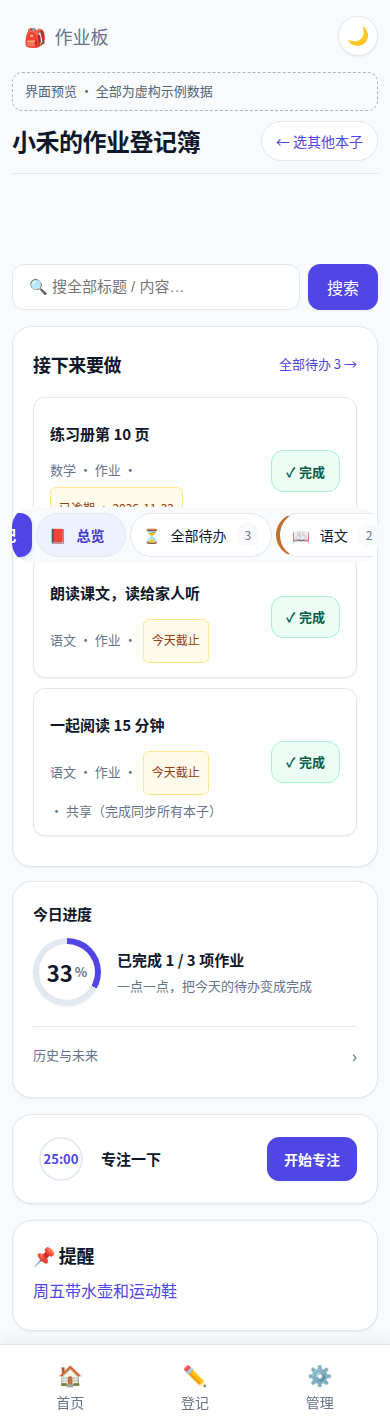 作业板
界面预览 · 全部为虚构示例数据
小禾的作业登记簿
← 选其他本子
搜全部标题 / 内容…
搜索
接下来要做
全部待办 3 →
练习册第 10 页
数学 · 作业 ·
✓ 完成
总览
全部待办 3
语文 2
朗读课文，读给家人听
语文 · 作业 · 今天截止
✓ 完成
一起阅读 15 分钟
语文 · 作业 · 今天截止
· 共享（完成同步所有本子）
✓ 完成
今日进度
33%
已完成 1 / 3 项作业
一点一点，把今天的待办变成完成
历史与未来 ›
25:00
专注一下
开始专注
提醒
周五带水壶和运动鞋
首页
登记
管理